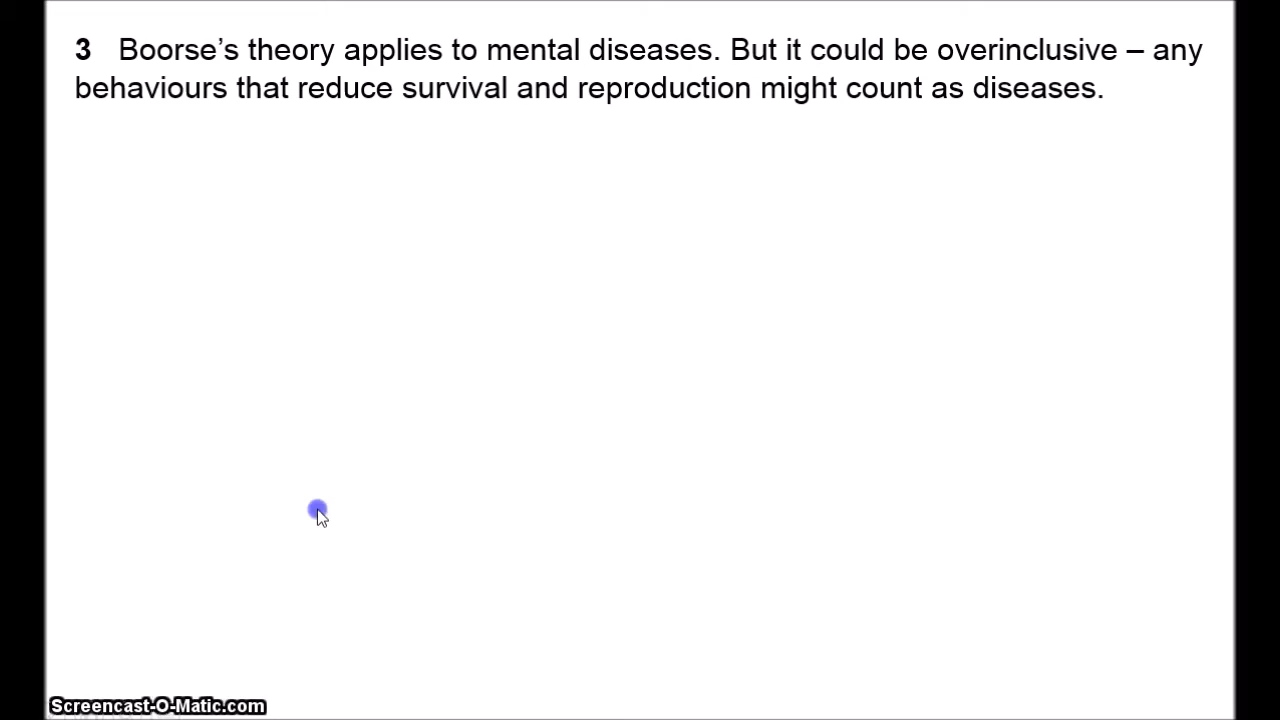 3 Boorse’s theory applies to mental diseases. But it could be overinclusive – any
behaviours that reduce survival and reproduction might count as diseases.
Screencast-O-Matic.com